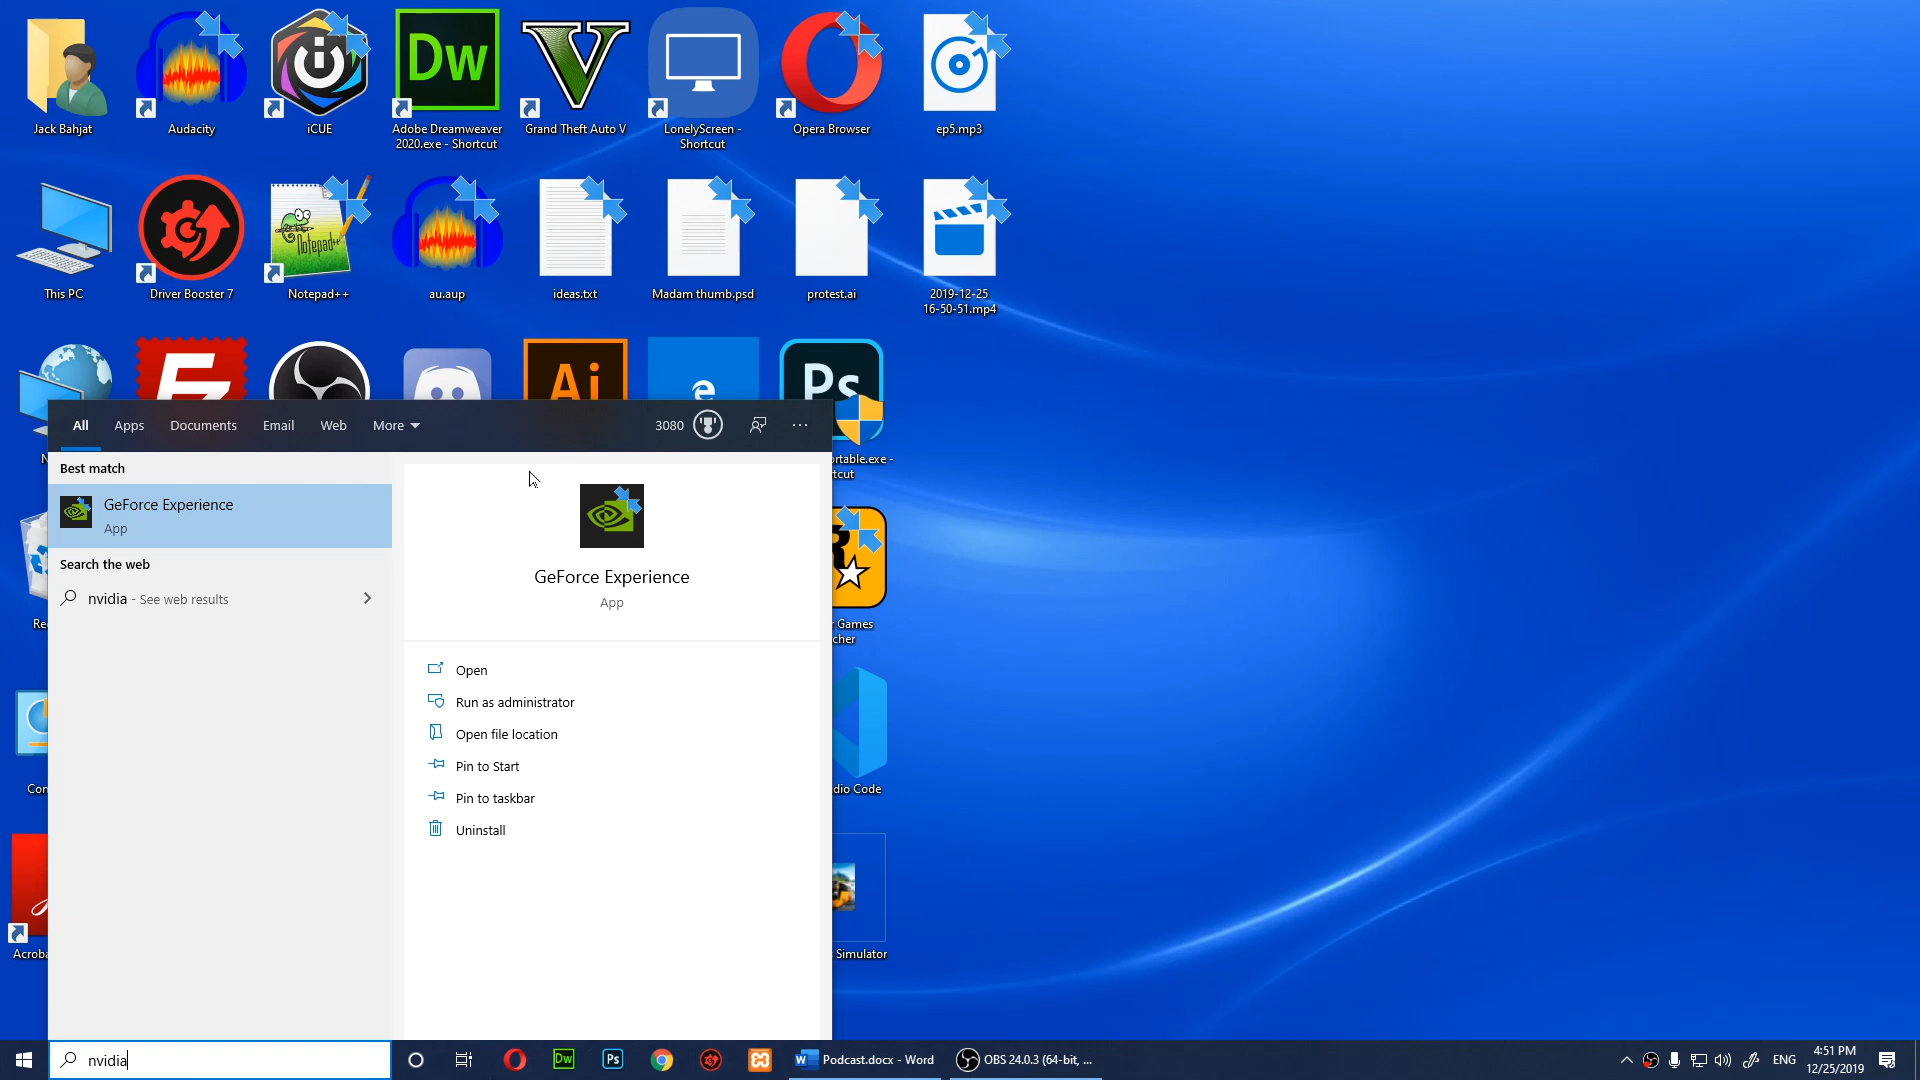 Jack Bahjat
Audacity
iCUE
Adobe Dreamweaver
2020.exe - Shortcut
Grand Theft Auto V
LonelyScreen -
Shortcut
Opera Browser
ep5.mp3
Dw
This PC
Driver Booster 7
Notepad++
Notepad++
au.aup
ideas.txt
Madam thumb.psd
protest.ai
2019-12-25
16-50-51.mp4
Ai
Ps
All
Apps
Documents
Email
Web
More
3080
rtable.exe -
tcut
Best match
GeForce Experience
App
Search the web
nvidia - See web results
GeForce Experience
App
Open
Run as administrator
Open file location
Pin to Start
Pin to taskbar
Uninstall
Rec
Games
cher
Con
dio Code
Acroba
Simulator
nvidia
Dw
Ps
Podcast.docx - Word
OBS 24.0.3 (64-bit, ...
ENG
4:51 PM
12/25/2019